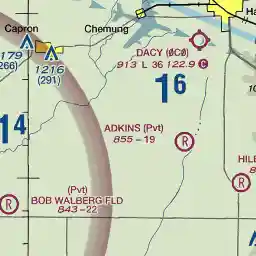 Capron
Chemung
Ha
DACY (0C0)
913 L 36 122.9 C
179
(266)
1216
(291)
1⁶
1⁴
ADKINS (Pvt)
855 - 19
R
HIL
843
R
(Pvt)
BOB WALBERG FLD
843 - 22
R